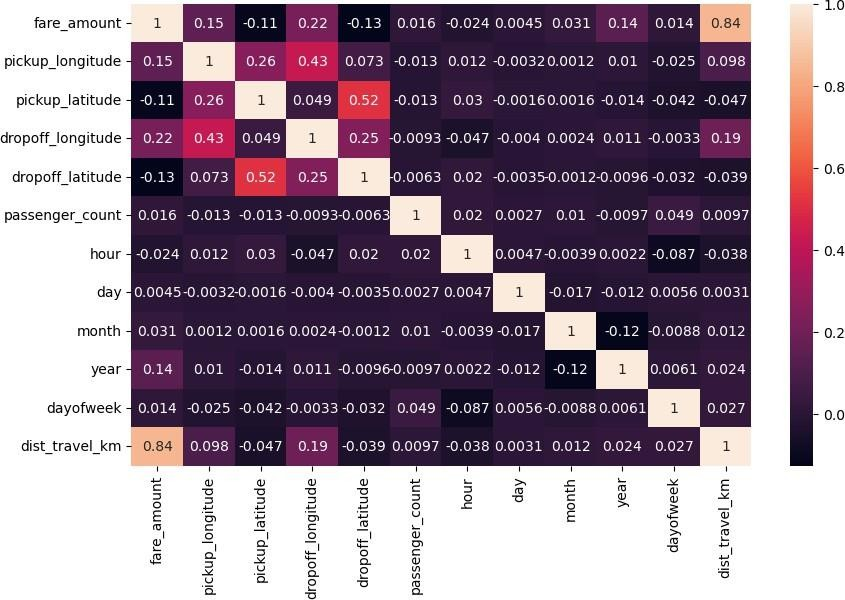 fare_amount 1 0.15 -0.11 0.22 -0.13 0.016 -0.024 0.0045 0.031 0.14 0.014 0.84 1.0
pickup_longitude 0.15 1 0.26 0.43 0.073 -0.013 0.012 -0.0032 0.0012 0.01 -0.025 0.098
0.8
pickup_latitude -0.11 0.26 1 0.049 0.52 -0.013 0.03 -0.0016 0.0016 -0.014 -0.042 -0.047
dropoff_longitude 0.22 0.43 0.049 1 0.25 -0.0093 -0.047 -0.004 0.0024 0.011 -0.0033 0.19
0.6
dropoff_latitude -0.13 0.073 0.52 0.25 1 -0.0063 0.02 -0.0035 -0.0012 -0.0096 -0.032 -0.039
passenger_count 0.016 -0.013 -0.013 -0.0093 -0.0063 1 0.02 0.0027 0.01 -0.0097 0.049 0.0097
0.4
hour -0.024 0.012 0.03 -0.047 0.02 0.02 1 0.0047 -0.0039 0.0022 -0.087 -0.038
day 0.0045 -0.0032 -0.0016 -0.004 -0.0035 0.0027 0.0047 1 -0.017 -0.012 0.0056 0.0031
month 0.031 0.0012 0.0016 0.0024 -0.0012 0.01 -0.0039 -0.017 1 -0.12 -0.0088 0.012
0.2
year 0.14 0.01 -0.014 0.011 -0.0096 -0.0097 0.0022 -0.012 -0.12 1 0.0061 0.024
dayofweek 0.014 -0.025 -0.042 -0.0033 -0.032 0.049 -0.087 0.0056 -0.0088 0.0061 1 0.027
0.0
dist_travel_km 0.84 0.098 -0.047 0.19 -0.039 0.0097 -0.038 0.0031 0.012 0.024 0.027 1
fare_amount
pickup_longitude
pickup_latitude
dropoff_longitude
dropoff_latitude
passenger_count
hour
day
month
year
dayofweek
dist_travel_km